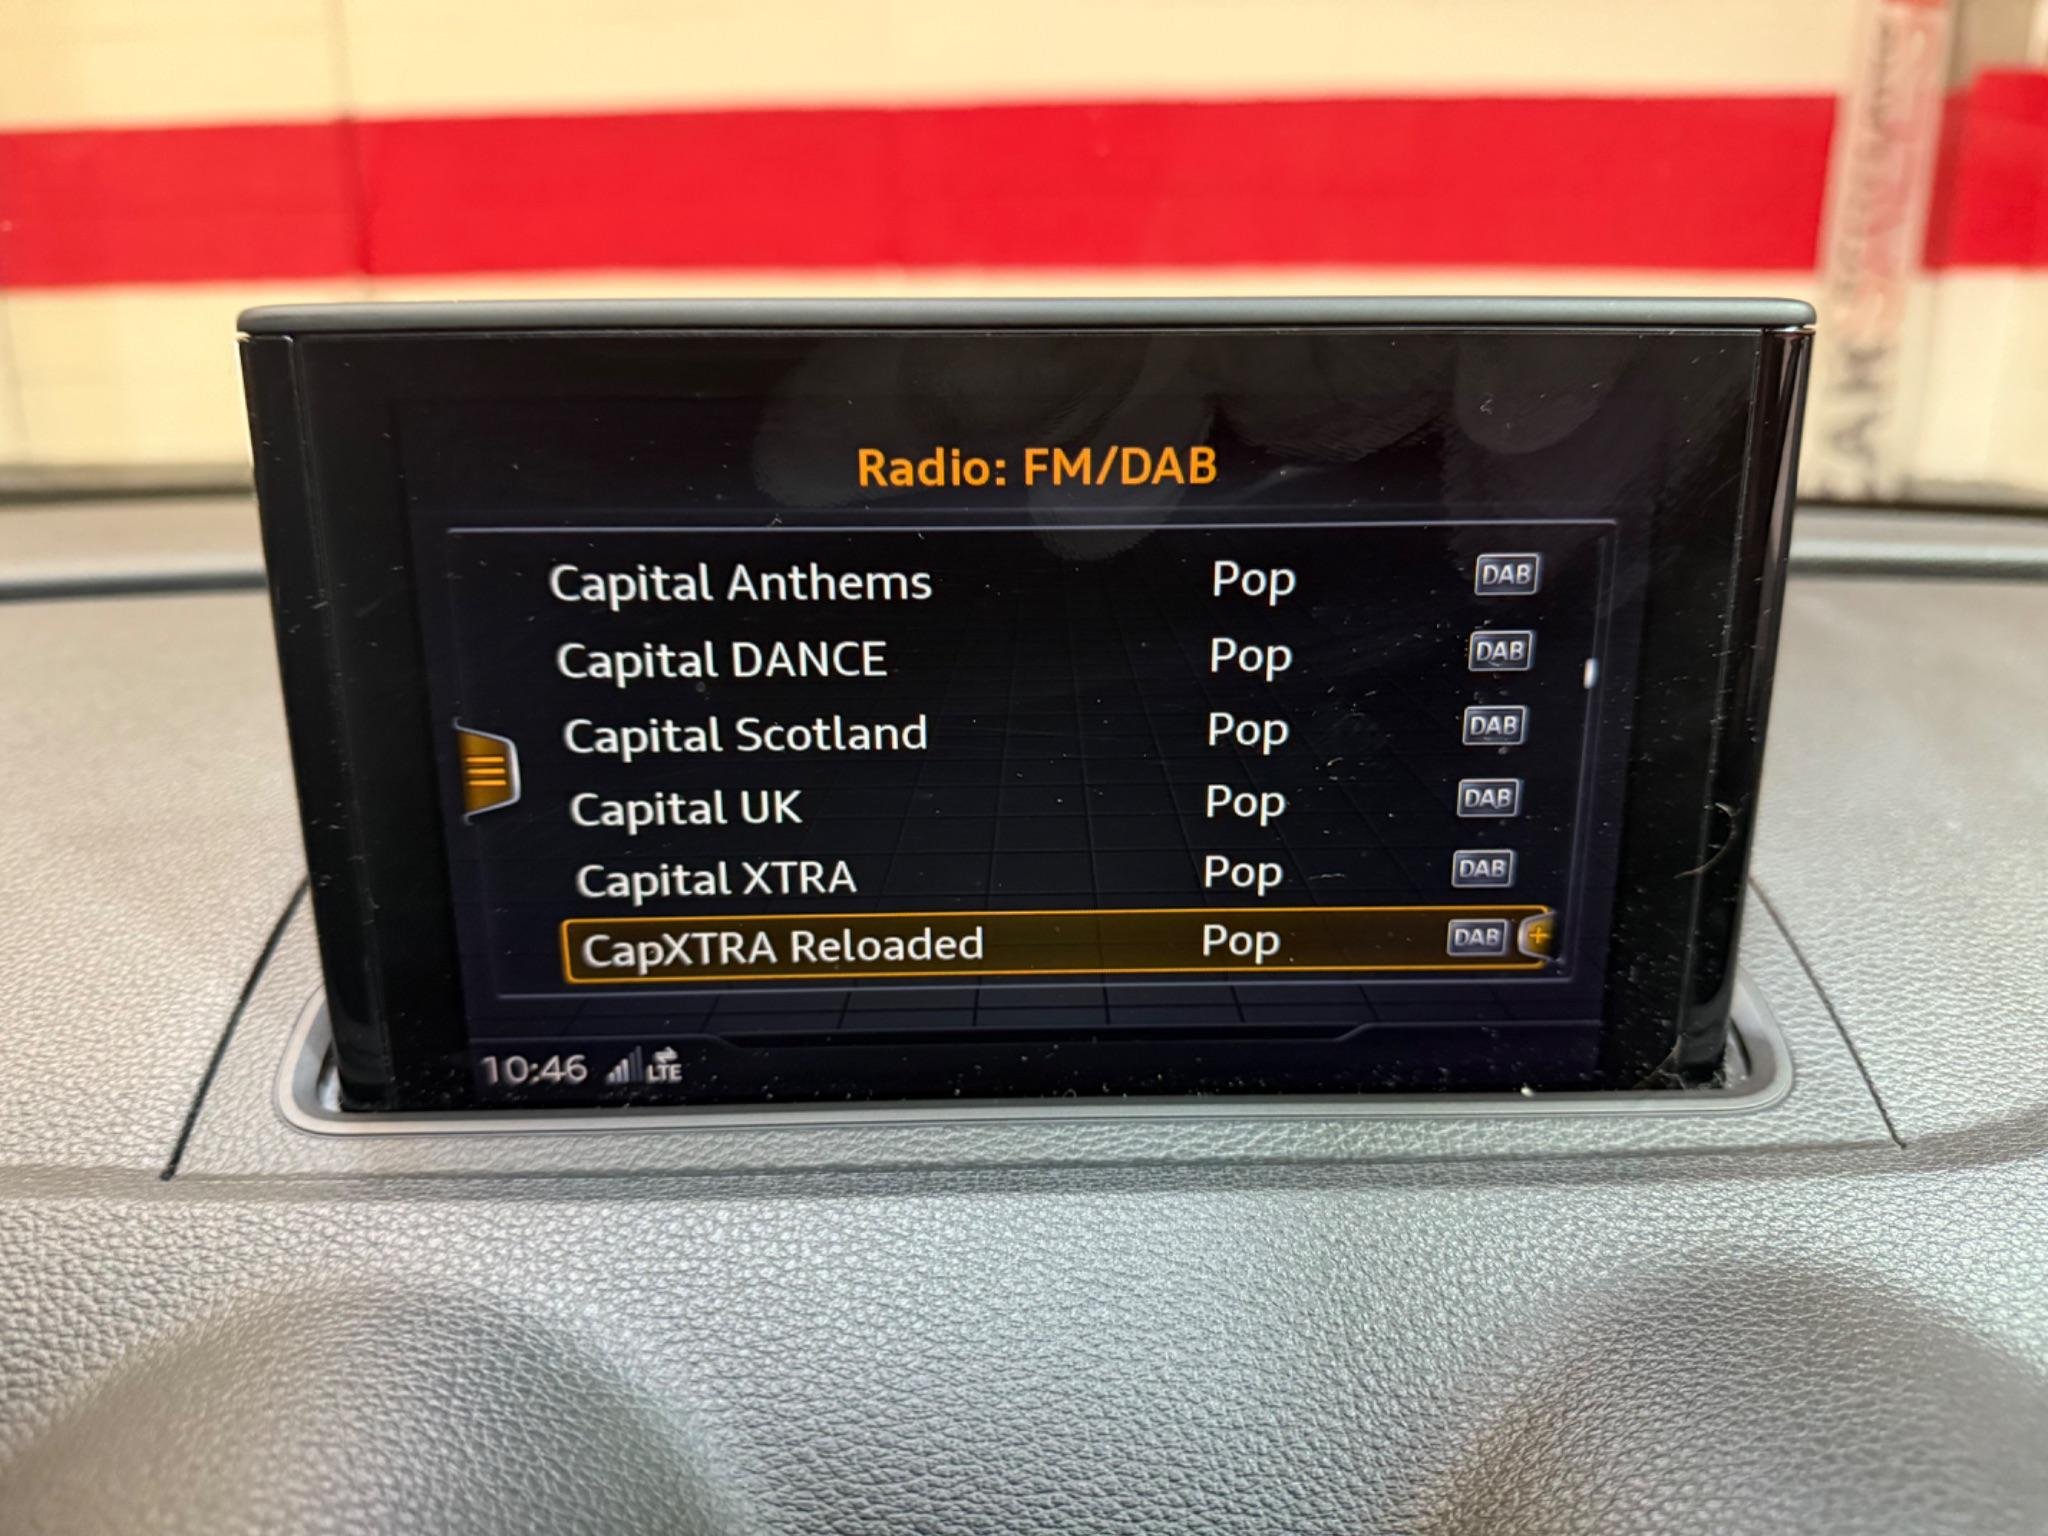 Radio: FM/DAB
Capital Anthems Pop DAB
Capital DANCE Pop DAB
Capital Scotland Pop DAB
Capital UK Pop DAB
Capital XTRA Pop DAB
CapXTRA Reloaded Pop DAB +
10:46 LTE